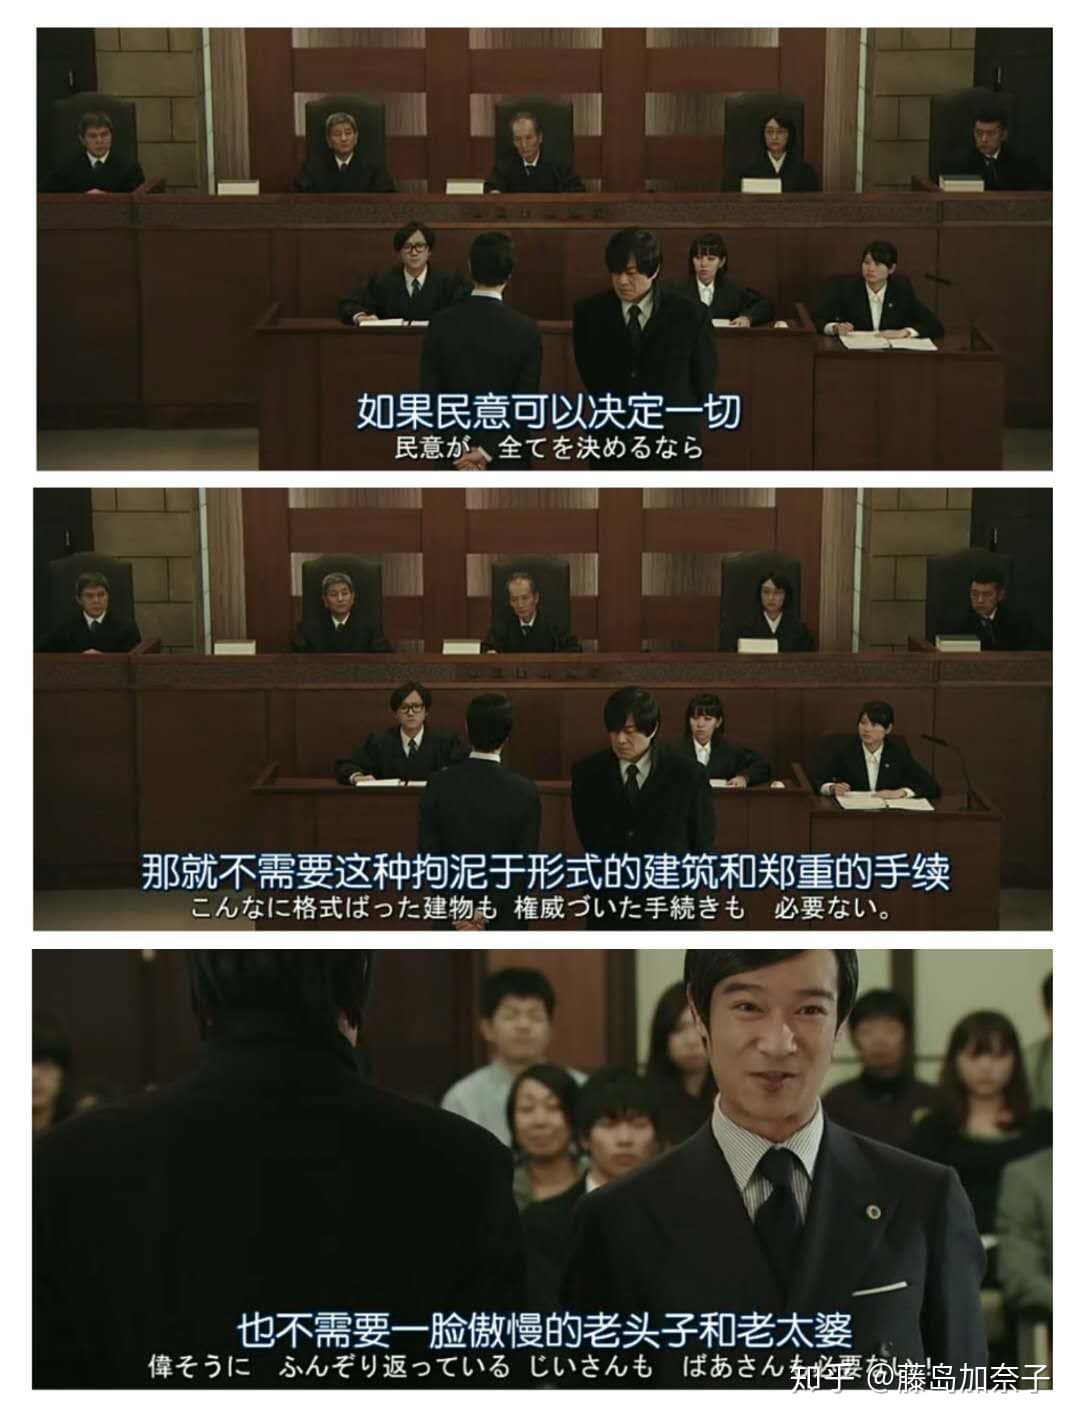 如果民意可以决定一切
民意が、全てを決めるなら
那就不需要这种拘泥于形式的建筑和郑重的手续
こんなに格式ばった建物も 権威づいた手続きも 必要ない。
也不需要一脸傲慢的老头子和老太婆
偉そうに ふんぞり返っている じいさんも ばあさんも必要ない!
知乎 @藤岛加奈子